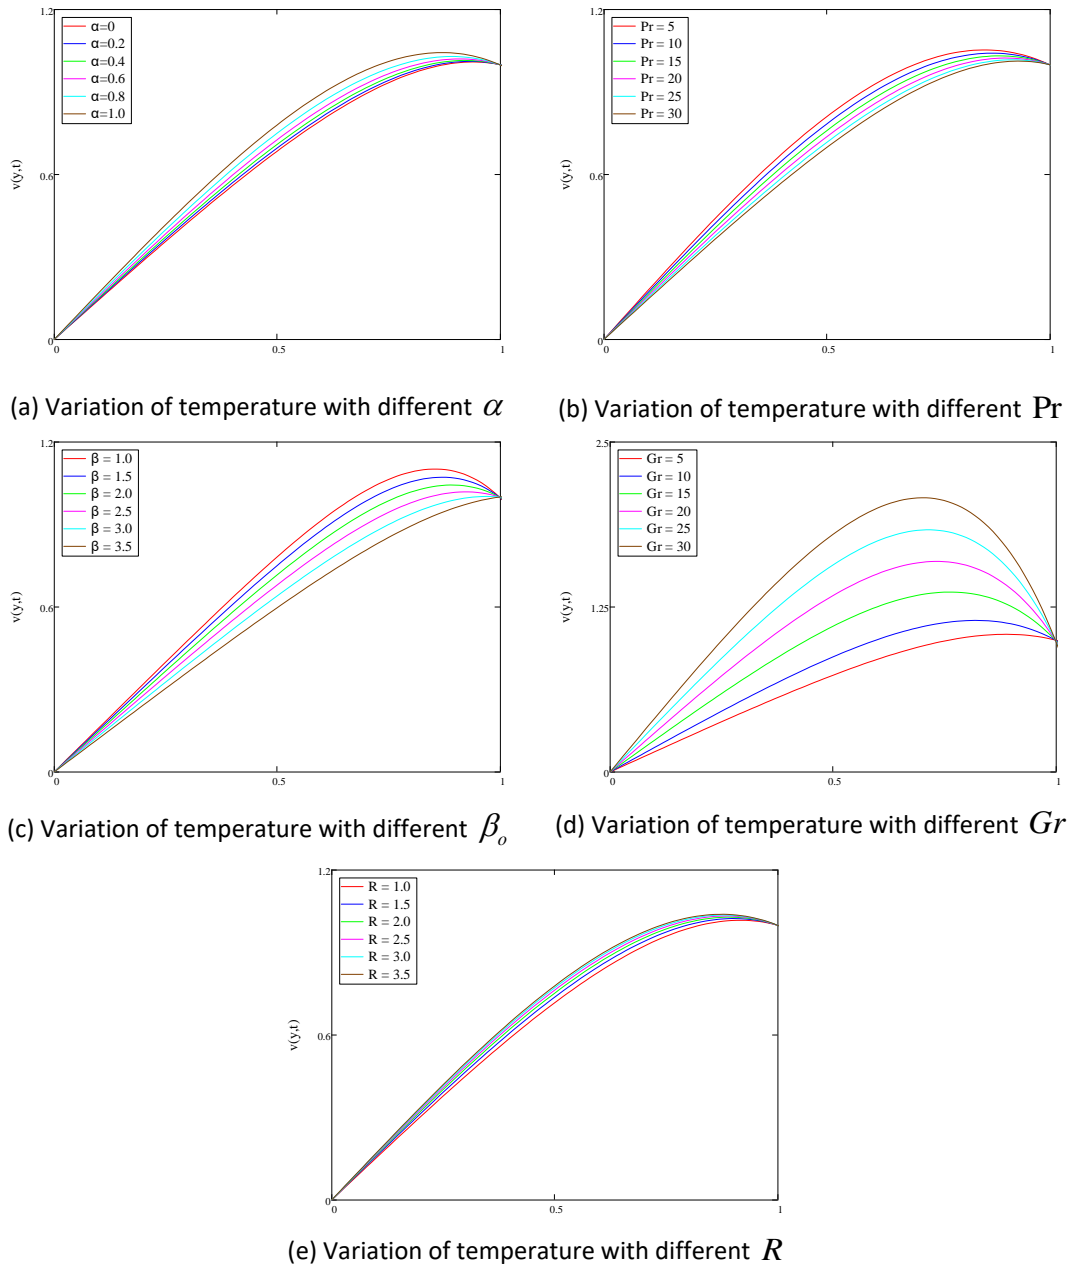 1.2
α=0
α=0.2
α=0.4
α=0.6
α=0.8
α=1.0
0.6
v(y,t)
0
0
0.5
1
(a) Variation of temperature with different α
1.2
Pr = 5
Pr = 10
Pr = 15
Pr = 20
Pr = 25
Pr = 30
0.6
v(y,t)
0
0
0.5
1
(b) Variation of temperature with different Pr
1.2
β = 1.0
β = 1.5
β = 2.0
β = 2.5
β = 3.0
β = 3.5
0.6
v(y,t)
0
0
0.5
1
(c) Variation of temperature with different βₒ
2.5
Gr = 5
Gr = 10
Gr = 15
Gr = 20
Gr = 25
Gr = 30
1.25
v(y,t)
0
0
0.5
1
(d) Variation of temperature with different Gr
1.2
R = 1.0
R = 1.5
R = 2.0
R = 2.5
R = 3.0
R = 3.5
0.6
v(y,t)
0
0
0.5
1
(e) Variation of temperature with different R